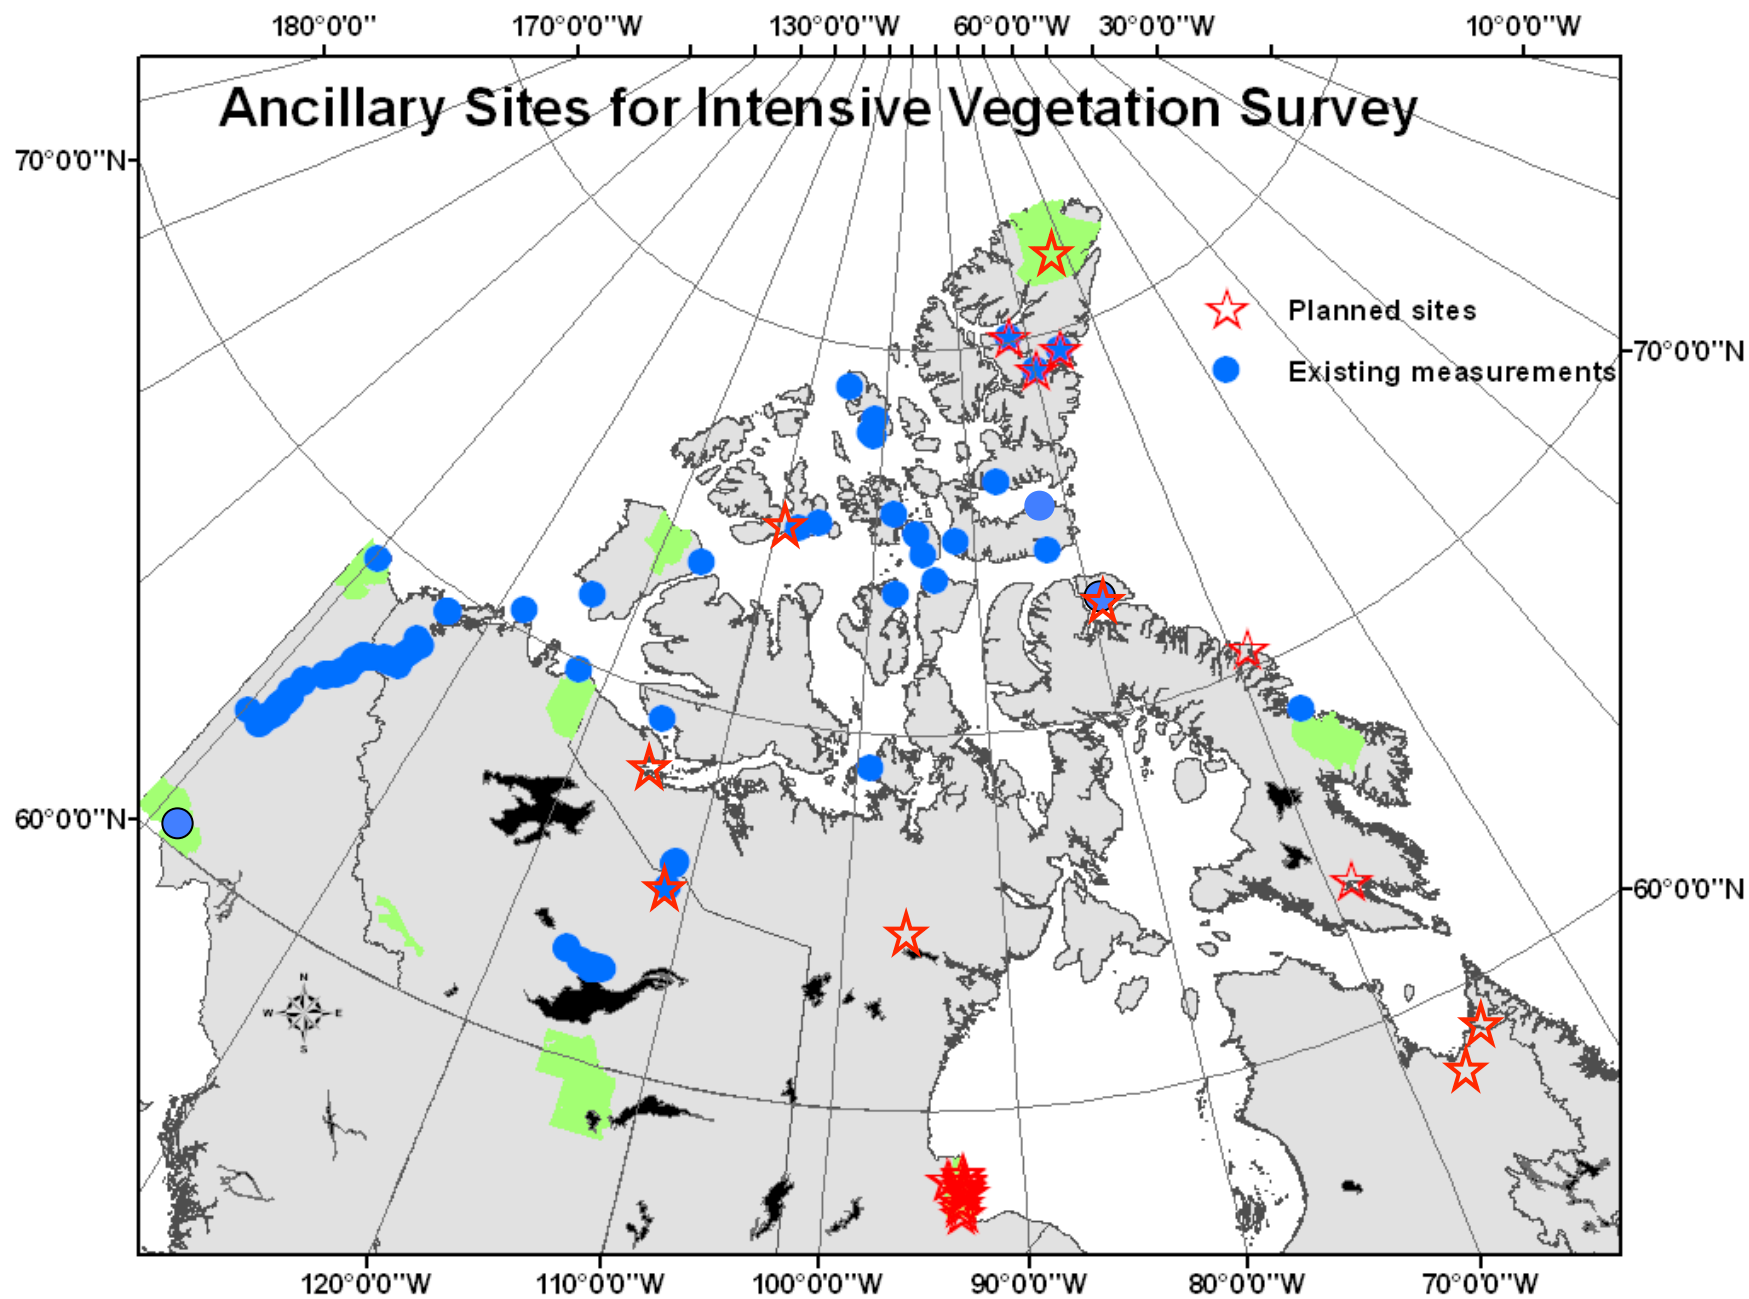 180°0'0" 170°0'0"W 130°0'0"W 60°0'0"W 30°0'0"W 10°0'0"W
Ancillary Sites for Intensive Vegetation Survey
70°0'0"N
Planned sites
70°0'0"N
Existing measurements
60°0'0"N
60°0'0"N
N
W E
S
120°0'0"W 110°0'0"W 100°0'0"W 90°0'0"W 80°0'0"W 70°0'0"W